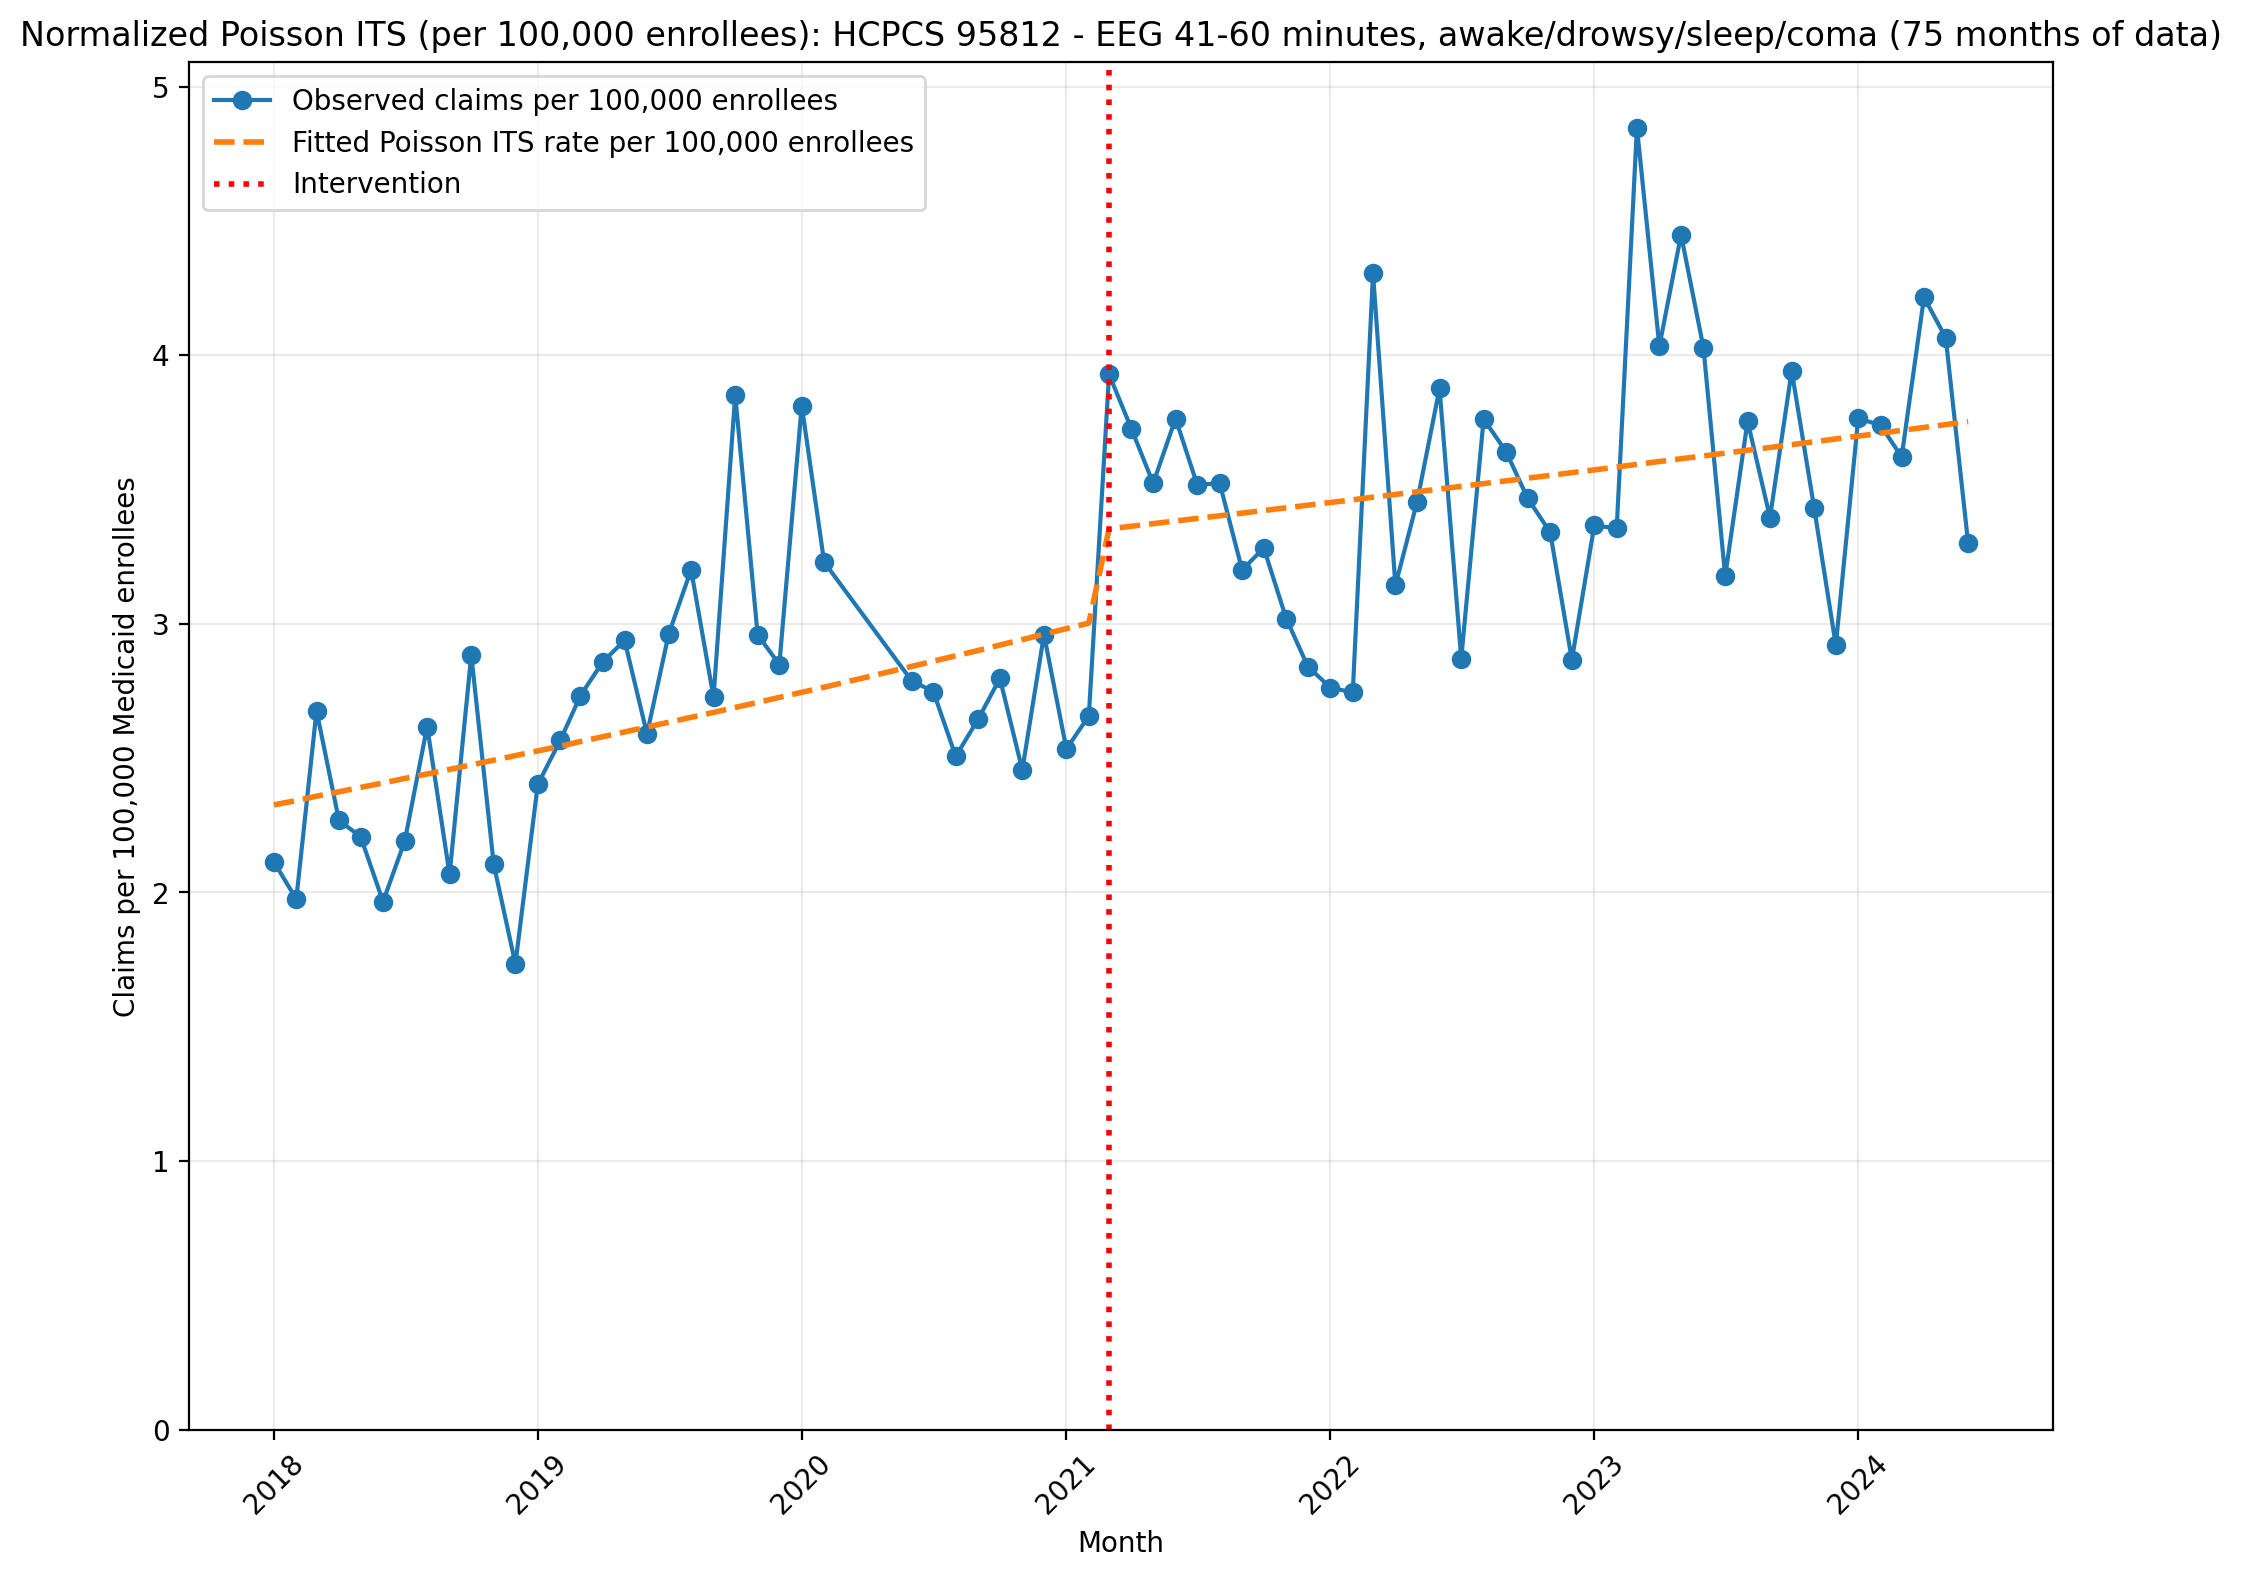 Normalized Poisson ITS (per 100,000 enrollees): HCPCS 95812 - EEG 41-60 minutes, awake/drowsy/sleep/coma (75 months of data)
Observed claims per 100,000 enrollees
Fitted Poisson ITS rate per 100,000 enrollees
Intervention
Claims per 100,000 Medicaid enrollees
5
4
3
2
1
0
2018
2019
2020
2021
2022
2023
2024
Month